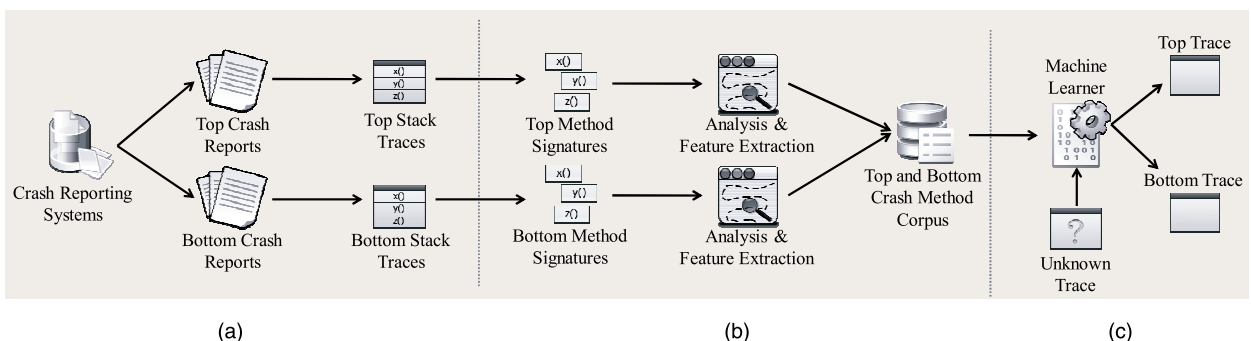 Crash Reporting
Systems
Top Crash
Reports
Bottom Crash
Reports
x()
y()
z()
Top Stack
Traces
x()
y()
z()
Bottom Stack
Traces
x()
y()
z()
Top Method
Signatures
x()
y()
z()
Bottom Method
Signatures
Analysis &
Feature Extraction
Analysis &
Feature Extraction
Top and Bottom
Crash Method
Corpus
Machine
Learner
?
Unknown
Trace
Top Trace
Bottom Trace
(a)
(b)
(c)